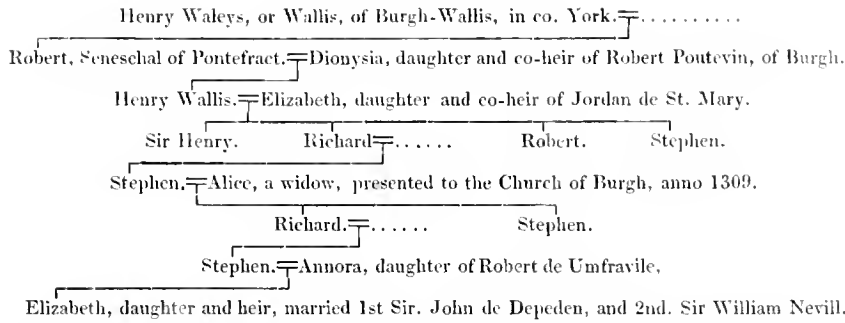 Henry Waleys, or Wallis, of Burgh-Wallis, in co. York.=..........
Robert, Seneschal of Pontefract.=Dionysia, daughter and co-heir of Robert Poutevin, of Burgh.
Henry Wallis.=Elizabeth, daughter and co-heir of Jordan de St. Mary.
Sir Henry. Richard=...... Robert. Stephen.
Stephen.=Alice, a widow, presented to the Church of Burgh, anno 1309.
Richard.=...... Stephen.
Stephen.=Annora, daughter of Robert de Umfravile,
Elizabeth, daughter and heir, married 1st Sir. John de Depeden, and 2nd. Sir William Nevill.